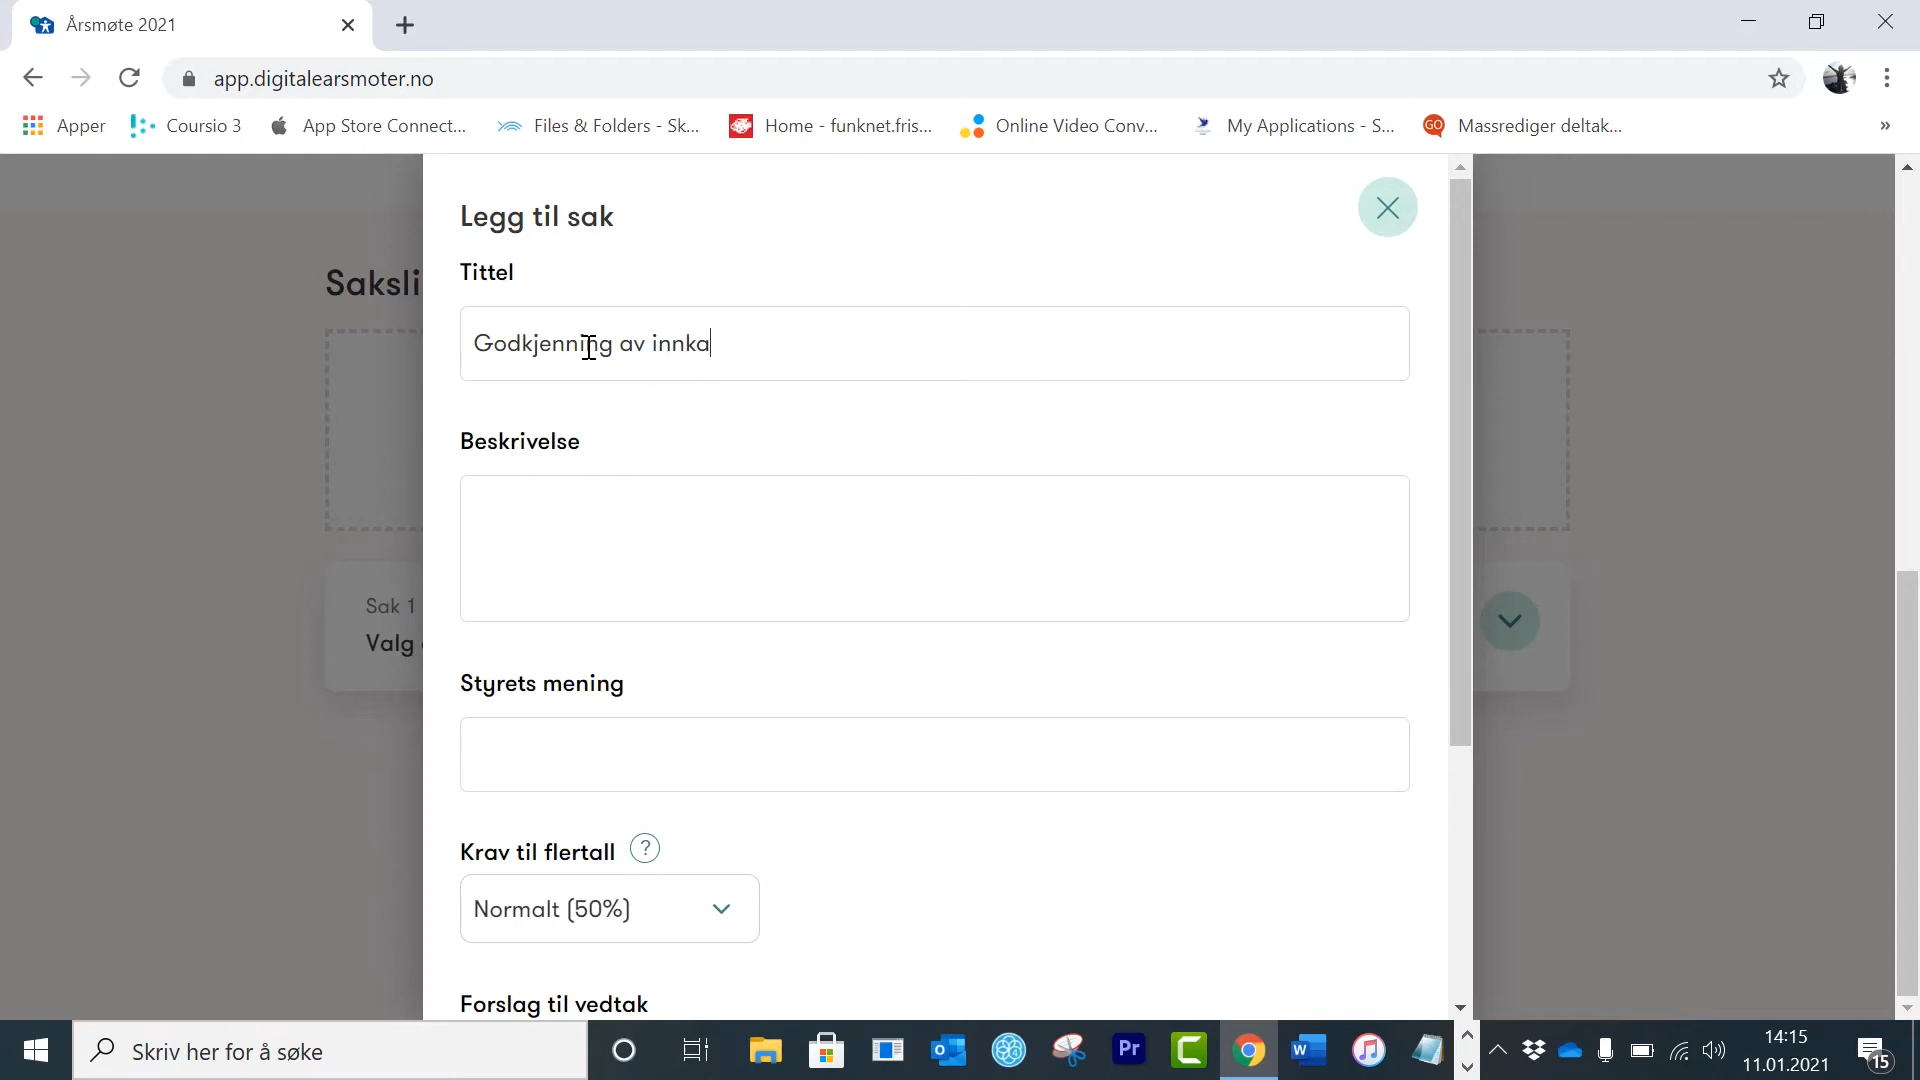 Årsmøte 2021
app.digitalearsmoter.no
Apper
Coursio 3
App Store Connect...
Files & Folders - Sk...
Home - funknet.fris...
Online Video Conv...
My Applications - S...
GO
Massrediger deltak...
»
Legg til sak
Saksli
Tittel
Godkjenning av innka
Beskrivelse
Sak 1
Valg
Styrets mening
Krav til flertall ?
Normalt (50%)
Forslag til vedtak
Skriv her for å søke
Pr
14:15
11.01.2021
15